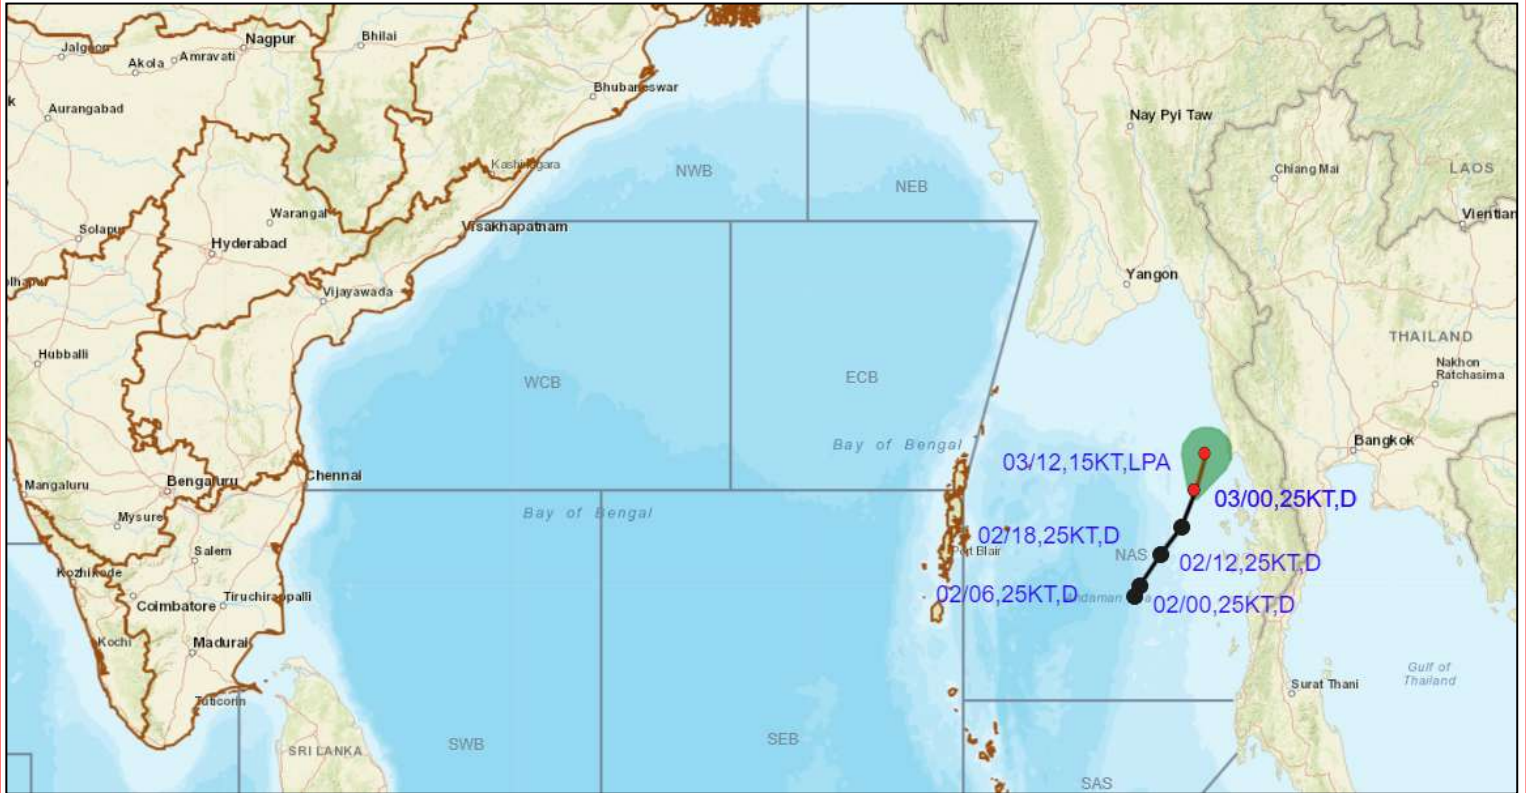 Jalgaon
Akola
Amravati
Nagpur
Bhilai
Aurangabad
Bhubaneswar
Nay Pyi Taw
Kashinagara
NWB
NEB
Chiang Mai
LAOS
Warangal
Solapur
Hyderabad
Visakhapatnam
Vientian
Yangon
Vijayawada
THAILAND
Hubballi
WCB
ECB
Nakhon
Ratchasima
Bay of Bengal
Bangkok
03/12,15KT,LPA
Chennai
Mangaluru
Bengaluru
03/00,25KT,D
Mysuru
Bay of Bengal
02/18,25KT,D
Port Blair
NAS
Salem
02/12,25KT,D
Kozhikode
Coimbatore
Tiruchirappalli
02/06,25KT,D
02/00,25KT,D
Kochi
Madurai
Gulf of
Thailand
Surat Thani
Tuticorin
SRI LANKA
SWB
SEB
SAS